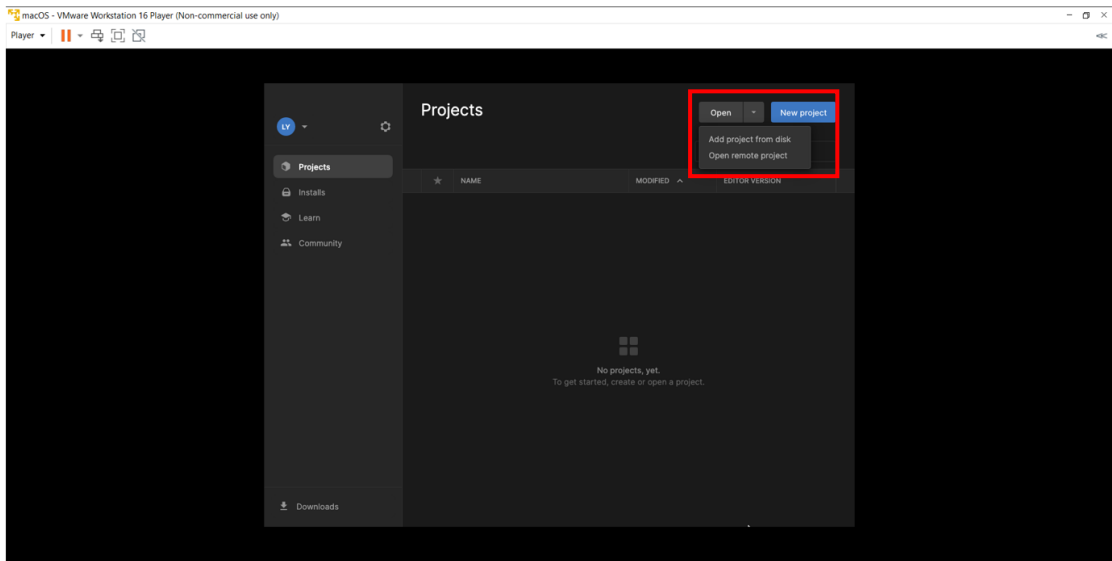 macOS - VMware Workstation 16 Player (Non-commercial use only)
Player
Projects
Open
New project
Add project from disk
Open remote project
LY
Projects
Installs
Learn
Community
NAME
MODIFIED
EDITOR VERSION
No projects, yet.
To get started, create or open a project.
Downloads